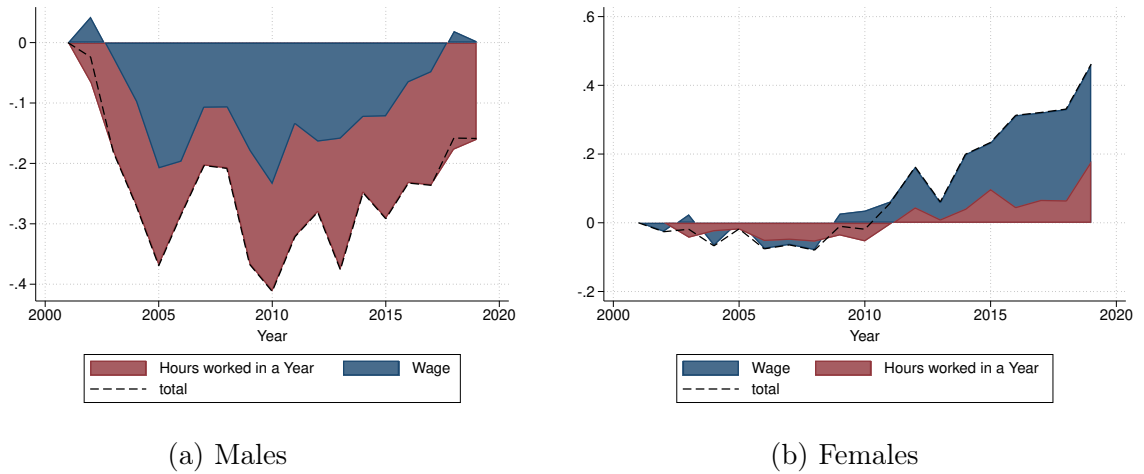 0
-.1
-.2
-.3
-.4
2000 2005 2010 2015 2020
Year
Hours worked in a Year Wage
total
(a) Males
.6
.4
.2
0
-.2
2000 2005 2010 2015 2020
Year
Wage Hours worked in a Year
total
(b) Females